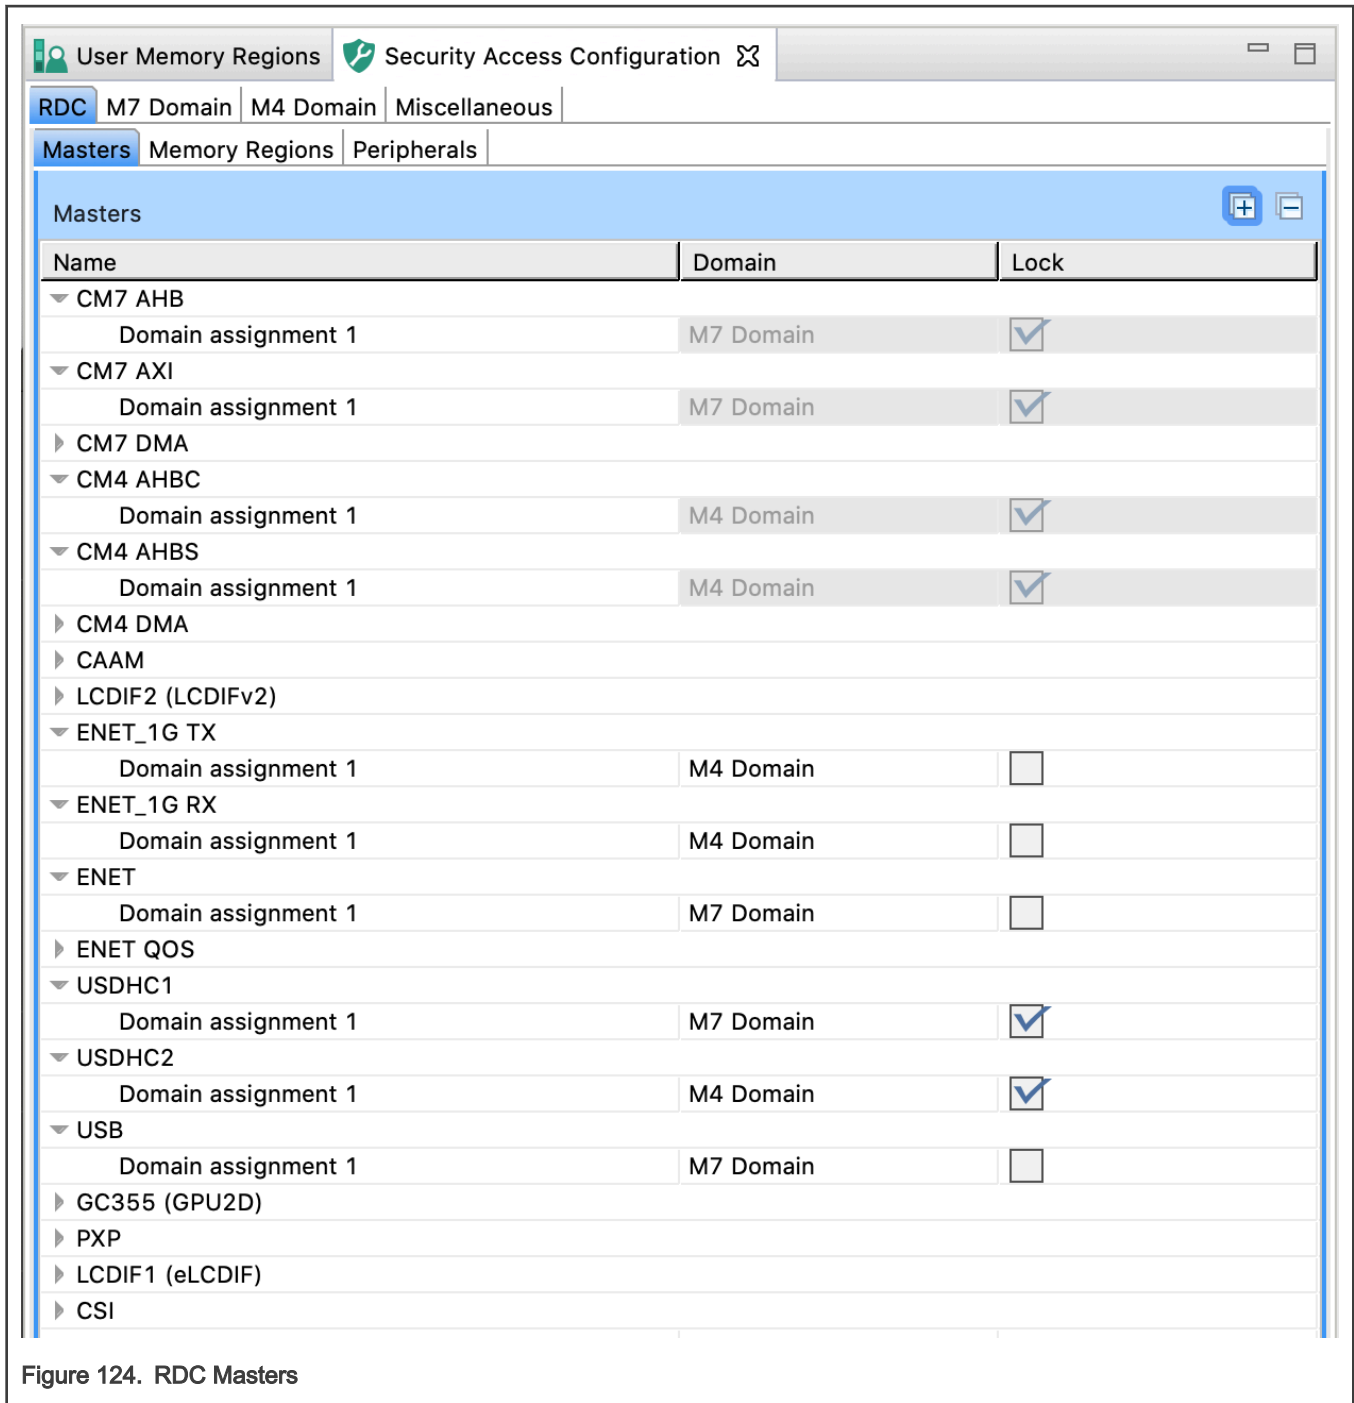 User Memory Regions Security Access Configuration
RDC M7 Domain M4 Domain Miscellaneous
Masters Memory Regions Peripherals
Masters
Name Domain Lock
CM7 AHB
Domain assignment 1 M7 Domain
CM7 AXI
Domain assignment 1 M7 Domain
CM7 DMA
CM4 AHBC
Domain assignment 1 M4 Domain
CM4 AHBS
Domain assignment 1 M4 Domain
CM4 DMA
CAAM
LCDIF2 (LCDIFv2)
ENET_1G TX
Domain assignment 1 M4 Domain
ENET_1G RX
Domain assignment 1 M4 Domain
ENET
Domain assignment 1 M7 Domain
ENET QOS
USDHC1
Domain assignment 1 M7 Domain
USDHC2
Domain assignment 1 M4 Domain
USB
Domain assignment 1 M7 Domain
GC355 (GPU2D)
PXP
LCDIF1 (eLCDIF)
CSI
Figure 124. RDC Masters